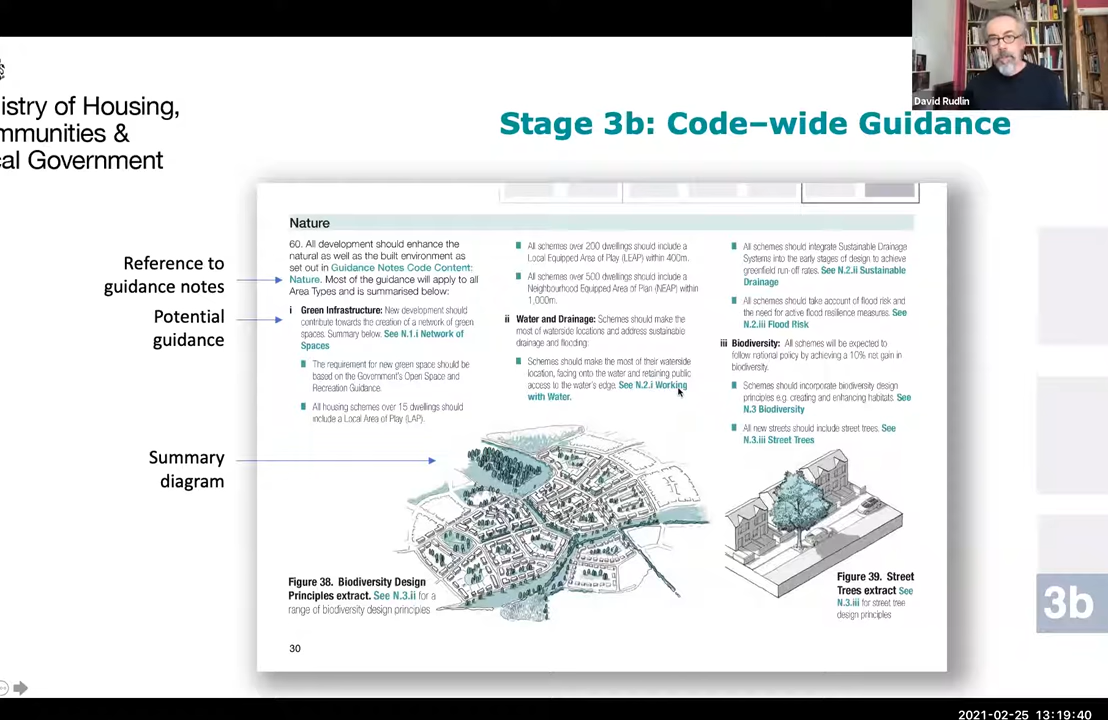 David Rudlin
istry of Housing,
mmunities &
cal Government
Stage 3b: Code–wide Guidance
Reference to
guidance notes
Potential
guidance
Summary
diagram
Nature
60. All development should enhance the
natural as well as the built environment as
set out in Guidance Notes Code Content:
Nature. Most of the guidance will apply to all
Area Types and is summarised below:
i Green Infrastructure: New development should
contribute towards the creation of a network of green
spaces. Summary below. See N.1.i Network of
Spaces
The requirement for new green space should be
based on the Government's Open Space and
Recreation Guidance.
All housing schemes over 15 dwellings should
include a Local Area of Play (LAP).
All schemes over 200 dwellings should include a
Local Equipped Area of Play (LEAP) within 400m.
All schemes over 500 dwellings should include a
Neighbourhood Equipped Area of Plan (NEAP) within
1,000m.
ii Water and Drainage: Schemes should make the
most of waterside locations and address sustainable
drainage and flooding:
Schemes should make the most of their waterside
location, facing onto the water and retaining public
access to the water's edge. See N.2.i Working
with Water.
All schemes should integrate Sustainable Drainage
Systems into the early stages of design to achieve
greenfield run-off rates. See N.2.ii Sustainable
Drainage
All schemes should take account of flood risk and
the need for active flood resilience measures. See
N.2.iii Flood Risk
iii Biodiversity: All schemes will be expected to
follow national policy by achieving a 10% net gain in
biodiversity.
Schemes should incorporate biodiversity design
principles e.g. creating and enhancing habitats. See
N.3 Biodiversity
All new streets should include street trees. See
N.3.iii Street Trees
Figure 38. Biodiversity Design
Principles extract. See N.3.ii for a
range of biodiversity design principles
Figure 39. Street
Trees extract See
N.3.iii for street tree
design principles
30
3b
2021-02-25 13:19:40